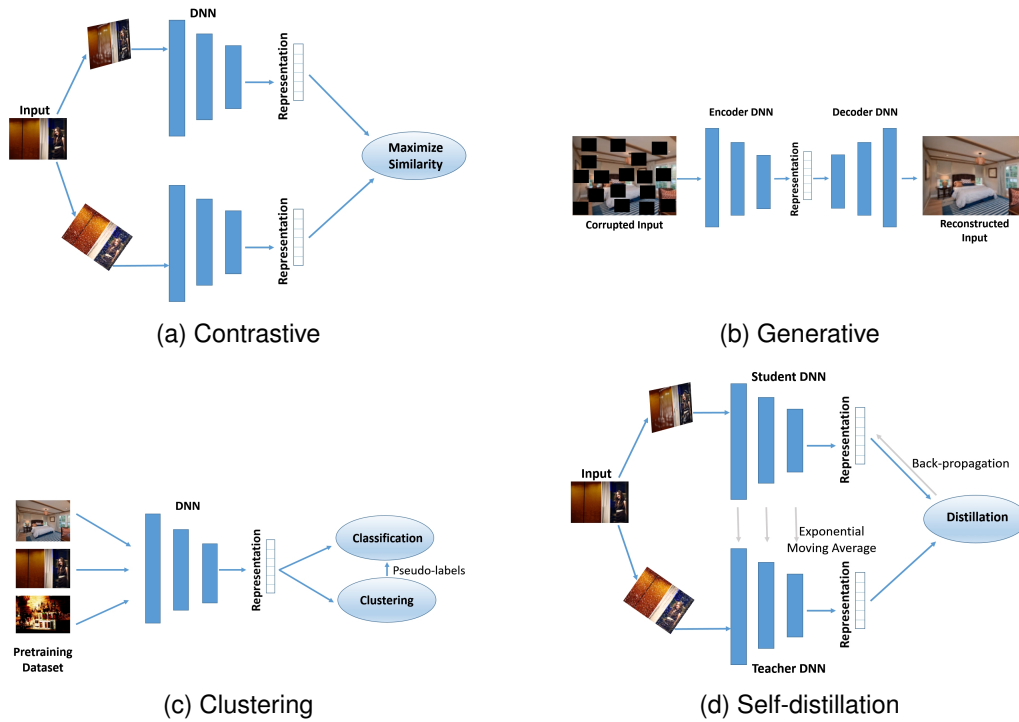 DNN
Input
Representation
Maximize
Similarity
Representation
(a) Contrastive
Encoder DNN
Decoder DNN
Representation
Corrupted Input
Reconstructed
Input
(b) Generative
DNN
Representation
Classification
Pseudo-labels
Clustering
Pretraining
Dataset
(c) Clustering
Student DNN
Representation
Back-propagation
Input
Distillation
Exponential
Moving Average
Representation
Teacher DNN
(d) Self-distillation